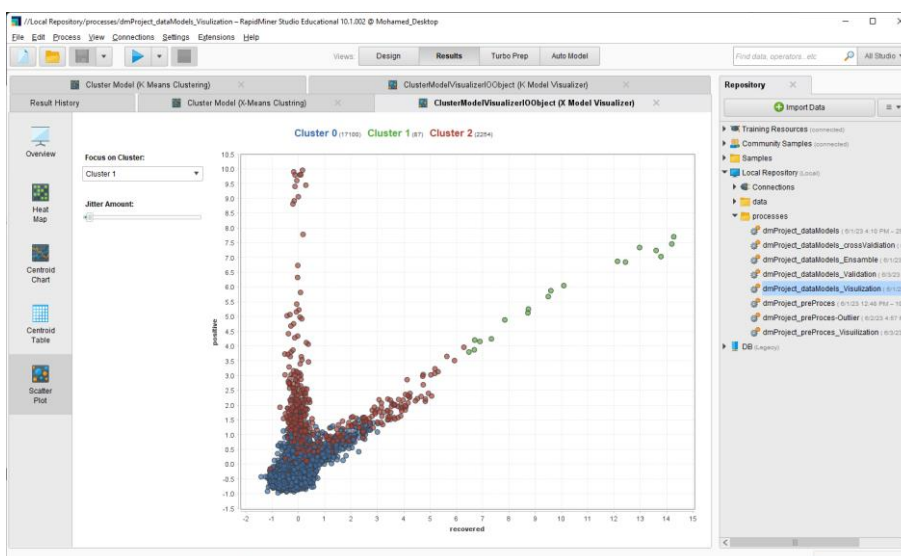 //Local Repository/processes/dmProject_dataModels_Visulization – RapidMiner Studio Educational 10.1.002 @ Mohamed_Desktop
File Edit Process View Connections Settings Extensions Help
Views: Design Results Turbo Prep Auto Model
Find data, operators...etc All Studio
Cluster Model (K Means Clustering)
ClusterModelVisualizerIOObject (K Model Visualizer)
Result History
Cluster Model (X-Means Clustring)
ClusterModelVisualizerIOObject (X Model Visualizer)
Overview
Heat
Map
Centroid
Chart
Centroid
Table
Scatter
Plot
Focus on Cluster:
Cluster 1
Jitter Amount:
Cluster 0 Cluster 1 (87) Cluster 2
10.5
10.0
9.5
9.0
8.5
8.0
7.5
7.0
6.5
6.0
5.5
5.0
4.5
4.0
3.5
3.0
2.5
2.0
1.5
1.0
0.5
0.0
-0.5
-1.0
-1.5
positive
-2 -1 0 1 2 3 4 5 6 7 8 9 10 11 12 13 14 15
recovered
Repository
Import Data
Training Resources (connected)
Community Samples (connected)
Samples
Local Repository (Local)
Connections
data
processes
dmProject_dataModels
dmProject_dataModels_crossValdiation
dmProject_dataModels_Ensamble
dmProject_dataModels_Validation
dmProject_dataModels_Visulization
dmProject_preProces
dmProject_preProces-Outlier
dmProject_preProces_Visuilization
DB (Legacy)